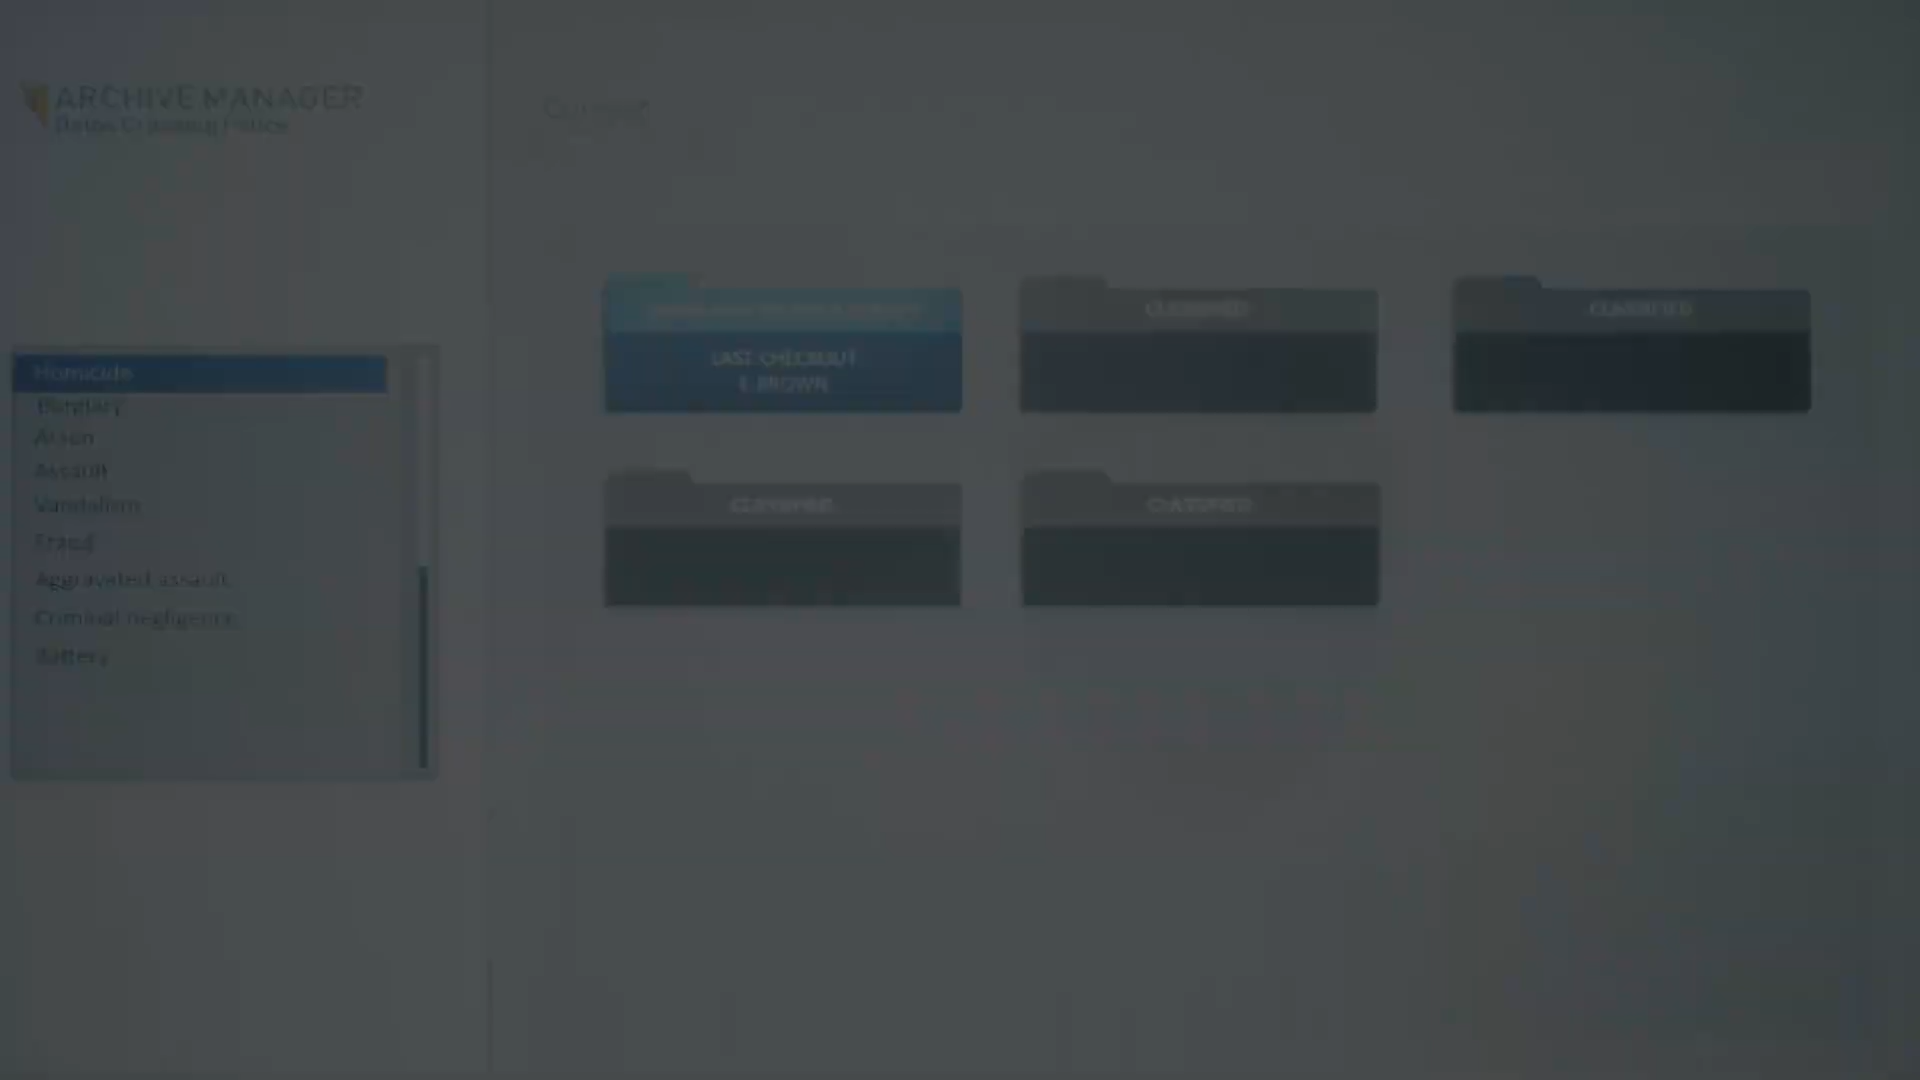 ARCHIVE MANAGER
Homicide
Burglary
Arson
Assault
Vandalism
Fraud
Aggravated assault
Criminal negligence
Battery
LAST CHECKOUT
E. BROWN
CLASSIFIED
CLASSIFIED
CLASSIFIED
CLASSIFIED